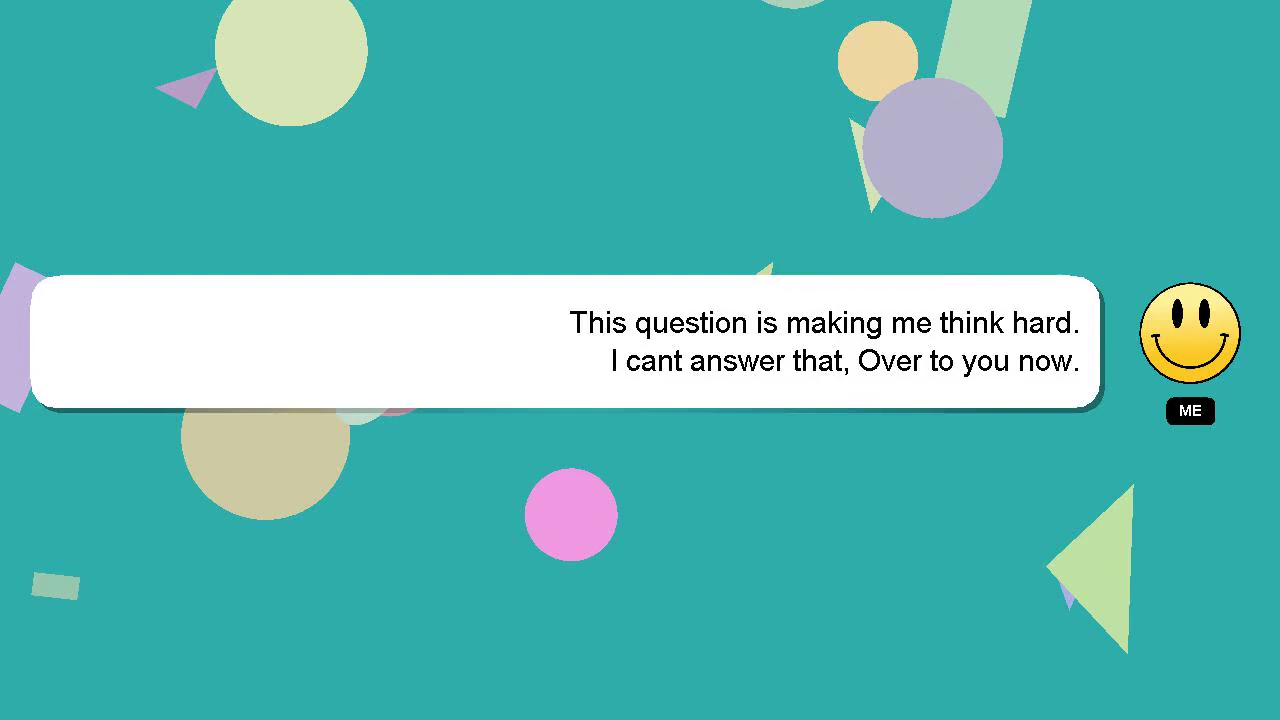 This question is making me think hard.
I cant answer that, Over to you now.
ME